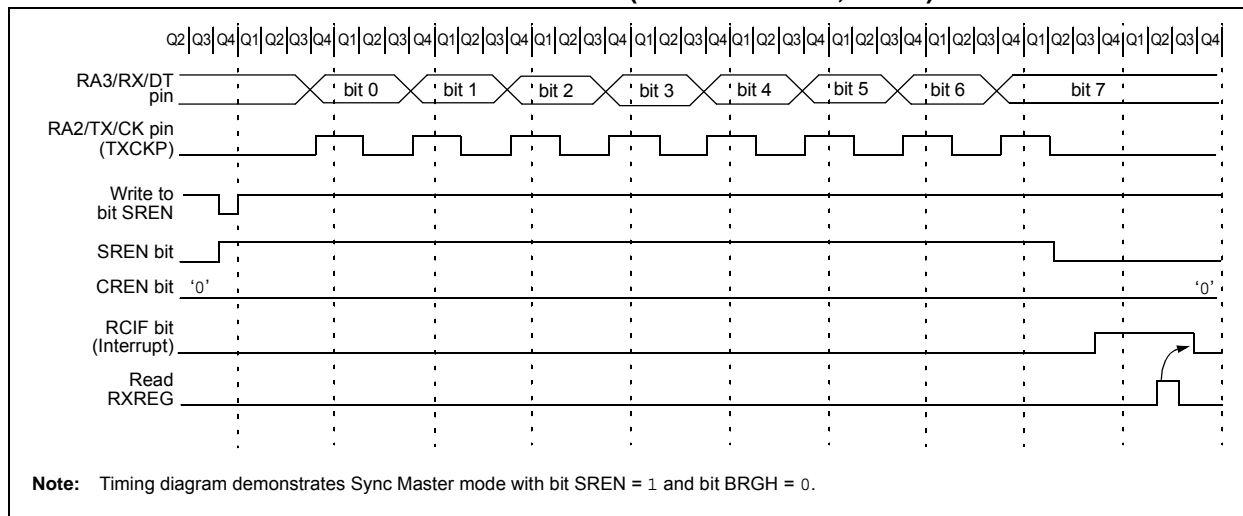 Q2|Q3|Q4|Q1|Q2|Q3|Q4|Q1|Q2|Q3|Q4|Q1|Q2|Q3|Q4|Q1|Q2|Q3|Q4|Q1|Q2|Q3|Q4|Q1|Q2|Q3|Q4|Q1|Q2|Q3|Q4|Q1|Q2|Q3|Q4|Q1|Q2|Q3|Q4|Q1|Q2|Q3|Q4
RA3/RX/DT
pin
bit 0 bit 1 bit 2 bit 3 bit 4 bit 5 bit 6 bit 7
RA2/TX/CK pin
(TXCKP)
Write to
bit SREN
SREN bit
CREN bit '0' '0'
RCIF bit
(Interrupt)
Read
RXREG
Note: Timing diagram demonstrates Sync Master mode with bit SREN = 1 and bit BRGH = 0.